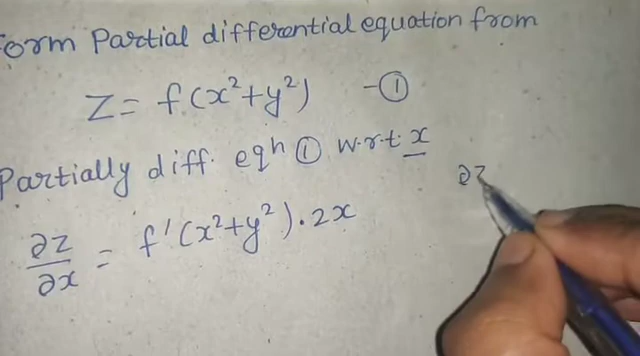 Form Partial differential equation from
Z = f(x²+y²) -①
Partially diff. eqn ① w.r.t. x
∂z
∂z/∂x = f'(x²+y²).2x